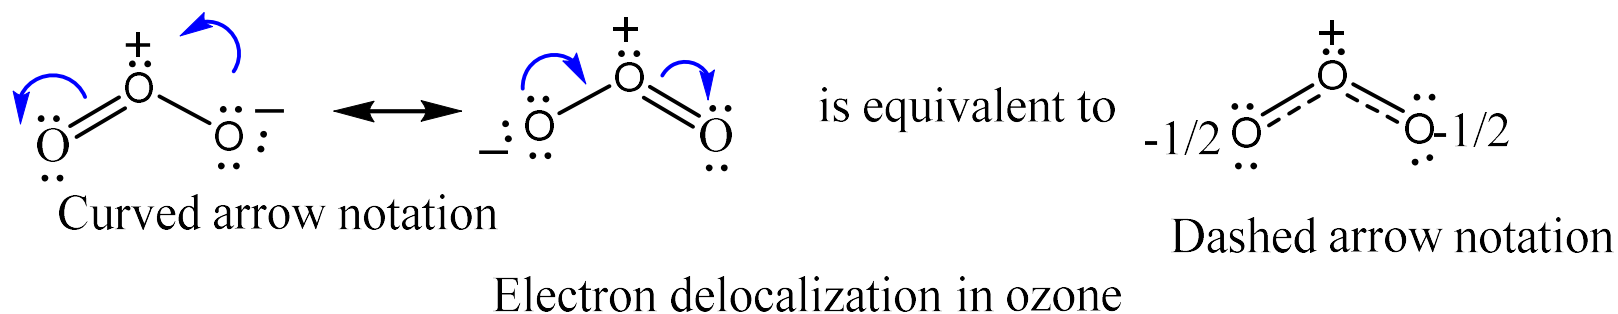 + + +
O O O − O O O is equivalent to -1/2 O O O -1/2
−
Curved arrow notation
Dashed arrow notation
Electron delocalization in ozone